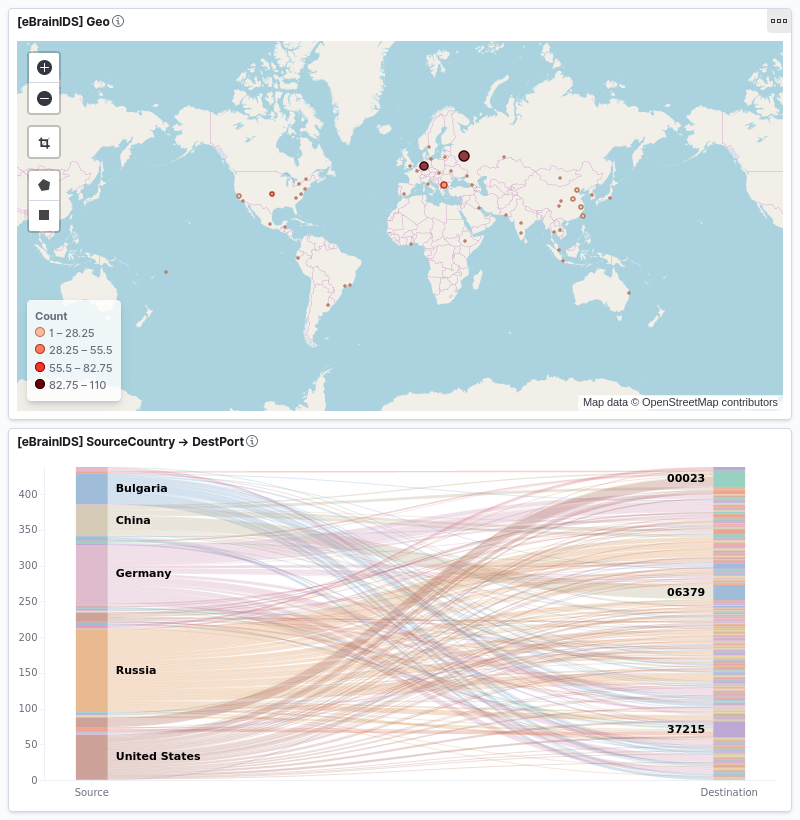 [eBrainIDS] Geo
Count
1 – 28.25
28.25 – 55.5
55.5 – 82.75
82.75 – 110
Map data © OpenStreetMap contributors
[eBrainIDS] SourceCountry → DestPort
400
350
300
250
200
150
100
50
0
Bulgaria
China
Germany
Russia
United States
00023
06379
37215
Source
Destination